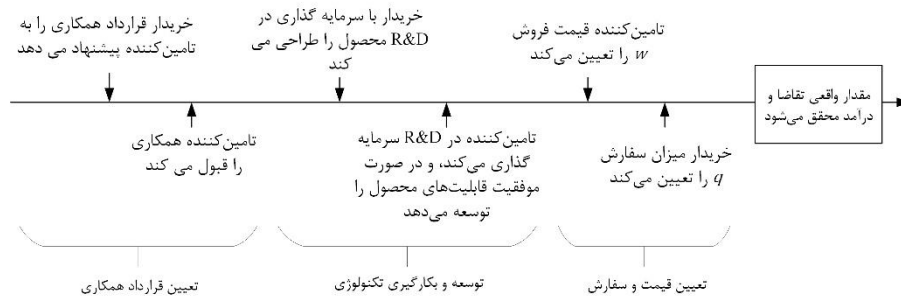 خریدار قرارداد همکاری را به
تامین‌کننده پیشنهاد می دهد
خریدار با سرمایه گذاری در
R&D محصول را طراحی می
کند
تامین‌کننده قیمت فروش
w را تعیین می‌کند
مقدار واقعی تقاضا و
درآمد محقق می‌شود
تامین‌کننده همکاری
را قبول می کند
تامین‌کننده در R&D سرمایه
گذاری می‌کند، و در صورت
موفقیت قابلیت‌های محصول را
توسعه می‌دهد
خریدار میزان سفارش
q را تعیین می‌کند
تعیین قرارداد همکاری
توسعه و بکارگیری تکنولوژی
تعیین قیمت و سفارش